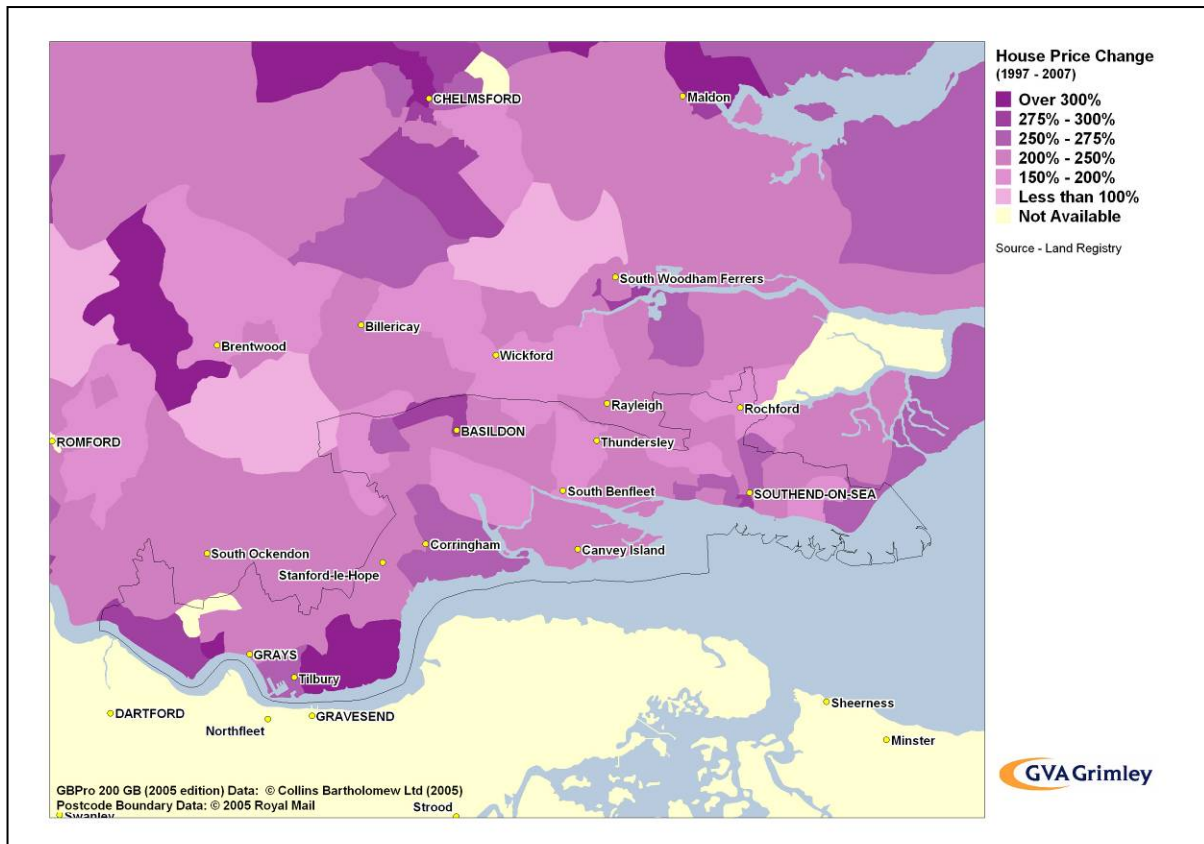 House Price Change
(1997 - 2007)
Over 300%
275% - 300%
250% - 275%
200% - 250%
150% - 200%
Less than 100%
Not Available
Source - Land Registry
CHELMSFORD
Maldon
South Woodham Ferrers
Billericay
Brentwood
Wickford
Rayleigh
Rochford
BASILDON
ROMFORD
Thundersley
South Benfleet
SOUTHEND-ON-SEA
Corringham
Canvey Island
South Ockendon
Stanford-le-Hope
GRAYS
Tilbury
DARTFORD
GRAVESEND
Northfleet
Sheerness
Minster
GVA Grimley
GBPro 200 GB (2005 edition) Data: © Collins Bartholomew Ltd (2005)
Postcode Boundary Data: © 2005 Royal Mail
Strood
Swanley